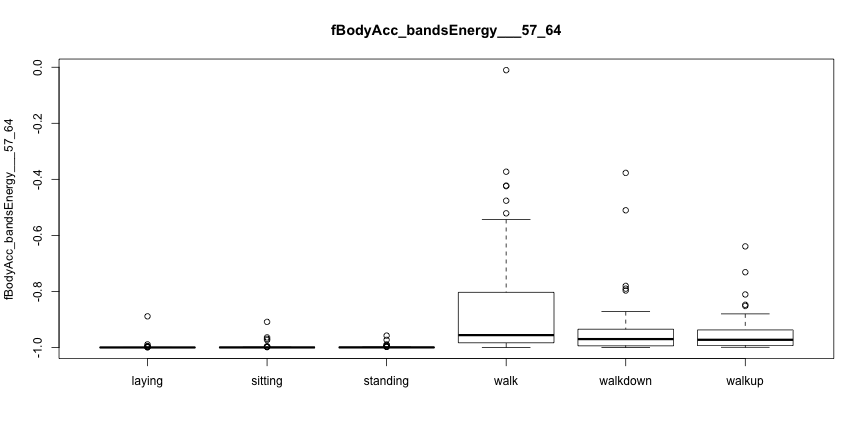 fBodyAcc_bandsEnergy___57_64
fBodyAcc_bandsEnergy___57_64
0.0
-0.2
-0.4
-0.6
-0.8
-1.0
laying sitting standing walk walkdown walkup